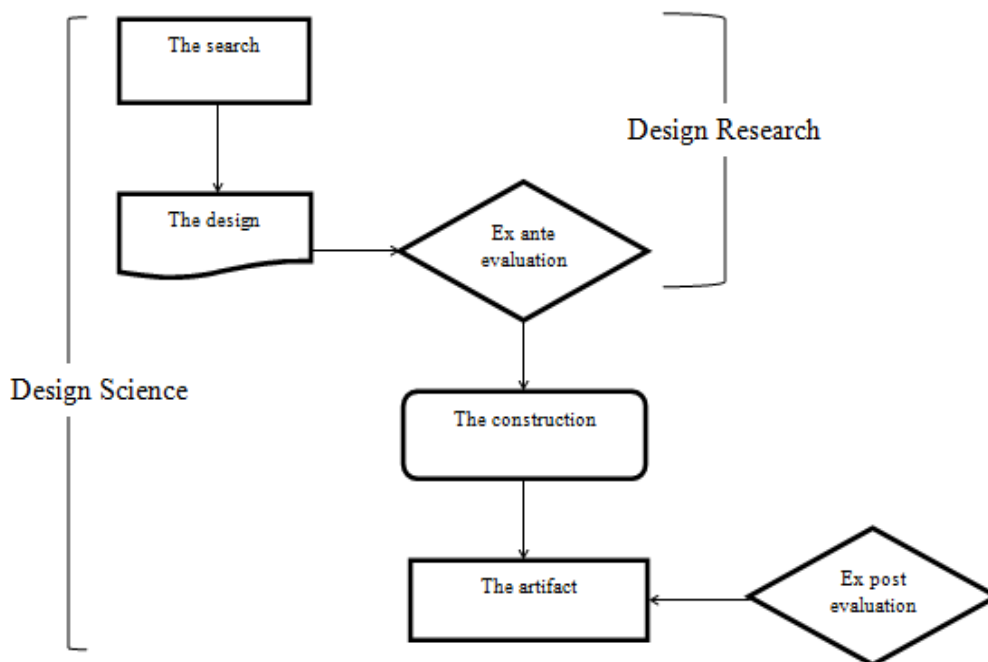 The search
Design Research
The design
Ex ante
evaluation
Design Science
The construction
The artifact
Ex post
evaluation